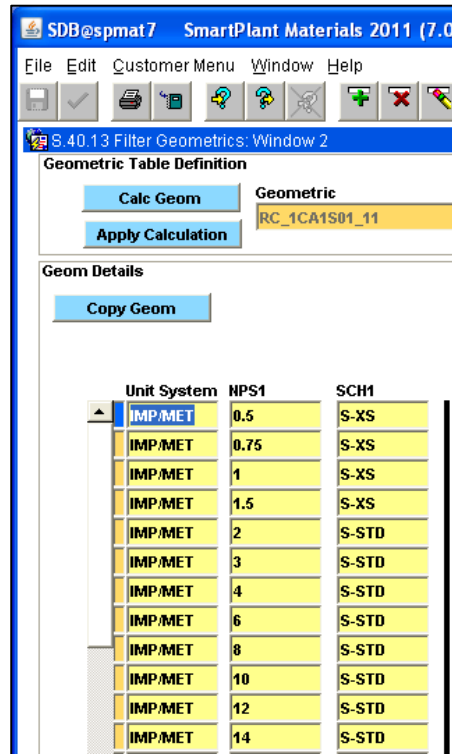 SDB@spmat7 SmartPlant Materials 2011 (7.0
File Edit Customer Menu Window Help
S.40.13 Filter Geometrics: Window 2
Geometric Table Definition
Calc Geom Geometric
RC_1CA1S01_11
Apply Calculation
Geom Details
Copy Geom
Unit System NPS1 SCH1
IMP/MET 0.5 S-XS
IMP/MET 0.75 S-XS
IMP/MET 1 S-XS
IMP/MET 1.5 S-XS
IMP/MET 2 S-STD
IMP/MET 3 S-STD
IMP/MET 4 S-STD
IMP/MET 6 S-STD
IMP/MET 8 S-STD
IMP/MET 10 S-STD
IMP/MET 12 S-STD
IMP/MET 14 S-STD